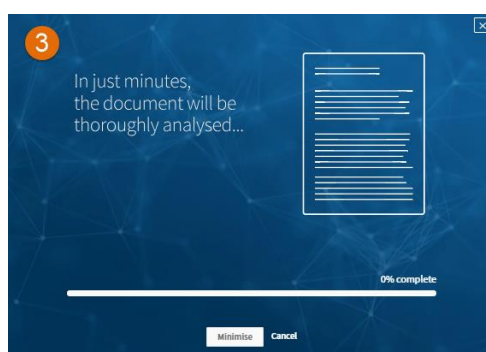 3
In just minutes,
the document will be
thoroughly analysed...
0% complete
Minimise Cancel